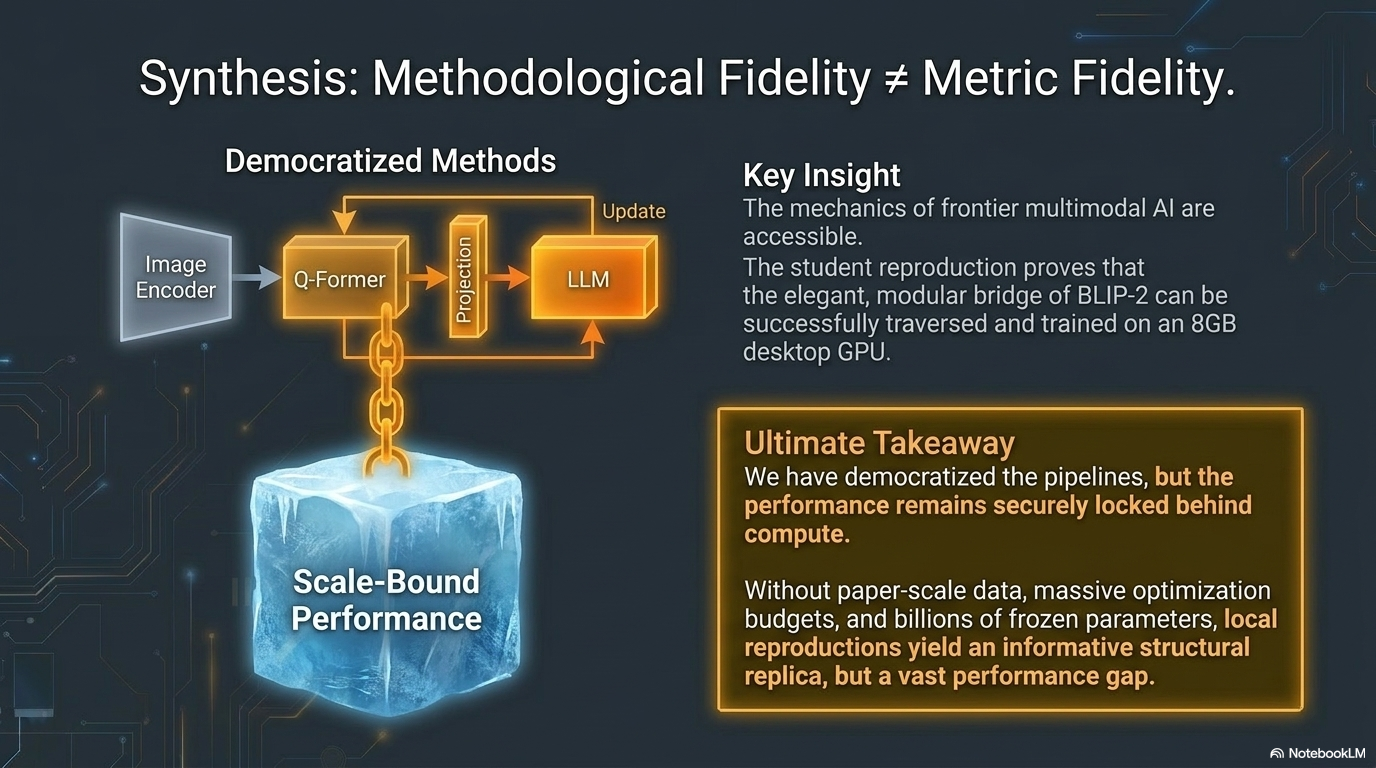 Synthesis: Methodological Fidelity ≠ Metric Fidelity.
Democratized Methods
Update
Image
Encoder
Q-Former
Projection
LLM
Scale-Bound
Performance
Key Insight
The mechanics of frontier multimodal AI are
accessible.
The student reproduction proves that
the elegant, modular bridge of BLIP-2 can be
successfully traversed and trained on an 8GB
desktop GPU.
Ultimate Takeaway
We have democratized the pipelines, but the
performance remains securely locked behind
compute.
Without paper-scale data, massive optimization
budgets, and billions of frozen parameters, local
reproductions yield an informative structural
replica, but a vast performance gap.
NotebookLM